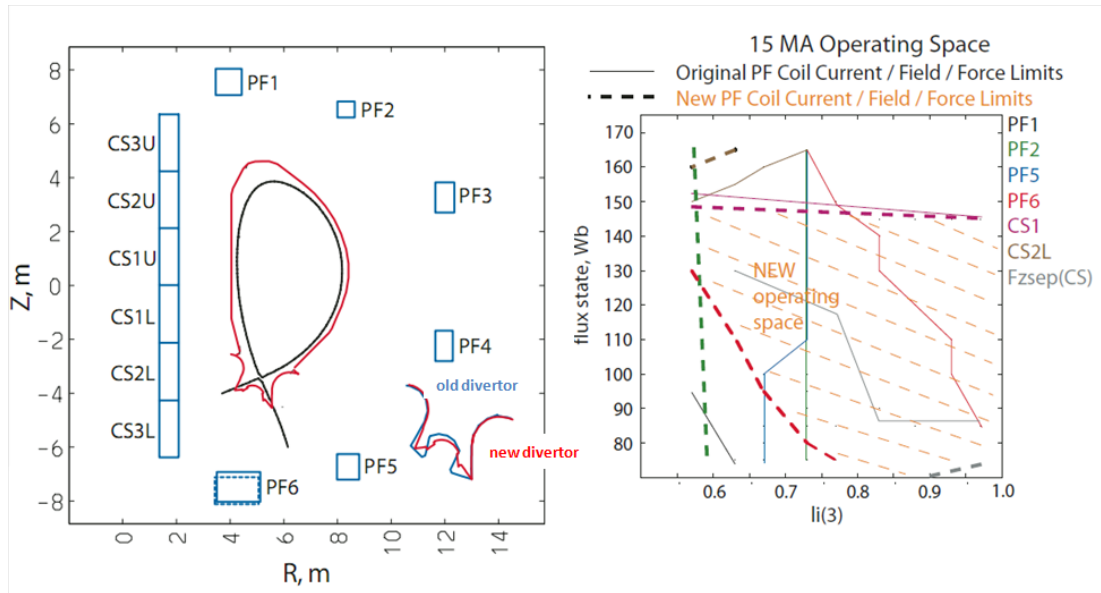 8
6
4
2
0
-2
-4
-6
-8
Z, m
0
2
4
6
8
10
12
14
R, m
CS3U
CS2U
CS1U
CS1L
CS2L
CS3L
PF1
PF2
PF3
PF4
PF5
PF6
old divertor
new divertor
15 MA Operating Space
Original PF Coil Current / Field / Force Limits
New PF Coil Current / Field / Force Limits
170
160
150
145
130
120
110
100
90
80
flux state, Wb
0.6
0.7
0.8
0.9
1.0
li(3)
NEW
operating
space
PF1
PF2
PF5
PF6
CS1
CS2L
Fzsep(CS)